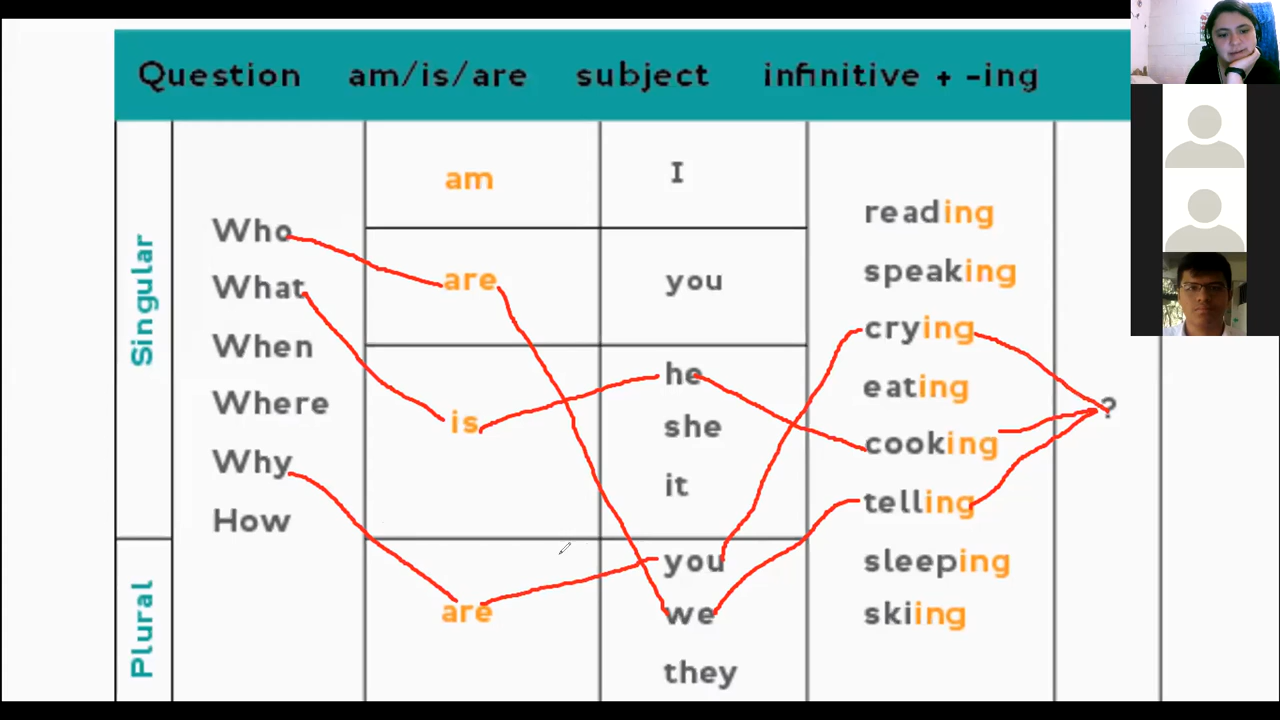 Question am/is/are subject infinitive + -ing
Singular
Who
What
When
Where
Why
How
am
are
is
I
you
he
she
it
reading
speaking
crying
eating
cooking
telling
sleeping
skiing
?
Plural
are
you
we
they